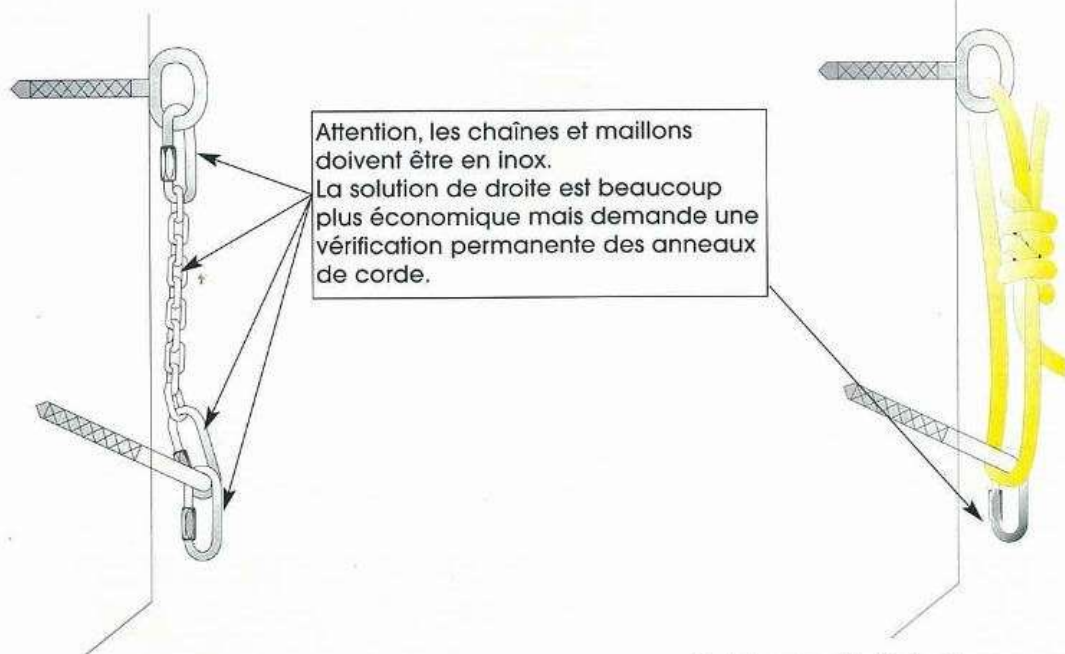 Attention, les chaînes et maillons
doivent être en inox.
La solution de droite est beaucoup
plus économique mais demande une
vérification permanente des anneaux
de corde.